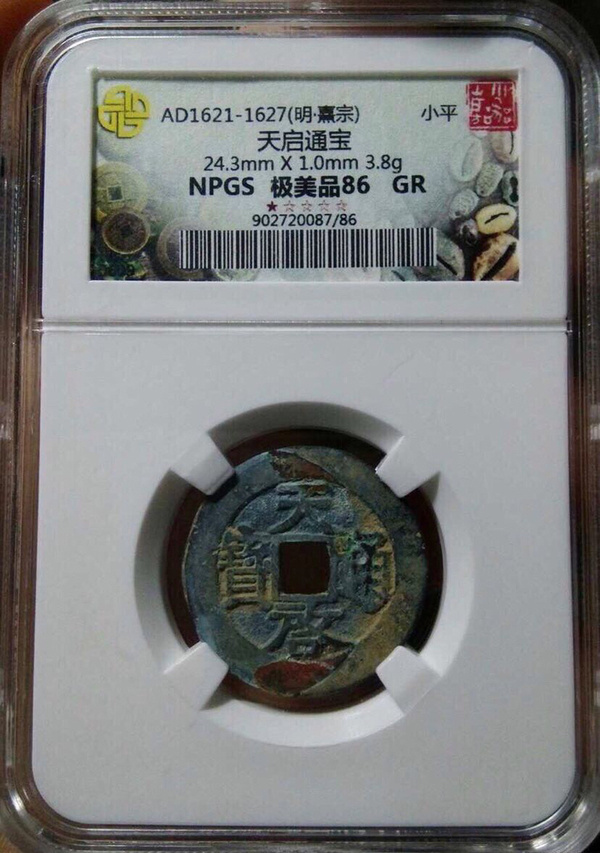 AD1621-1627(明·熹宗) 小平
天启通宝
24.3mm X 1.0mm 3.8g
NPGS 极美品86 GR
★☆☆☆☆
902720087/86
天
寶 通
啓